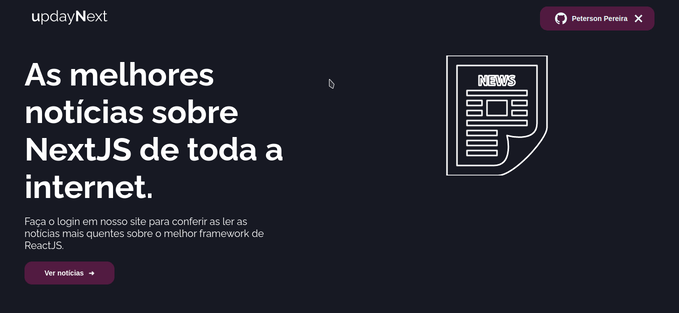 updayNext
Peterson Pereira
As melhores
notícias sobre
NextJS de toda a
internet.
NEWS
Faça o login em nosso site para conferir as ler as
notícias mais quentes sobre o melhor framework de
ReactJS.
Ver notícias